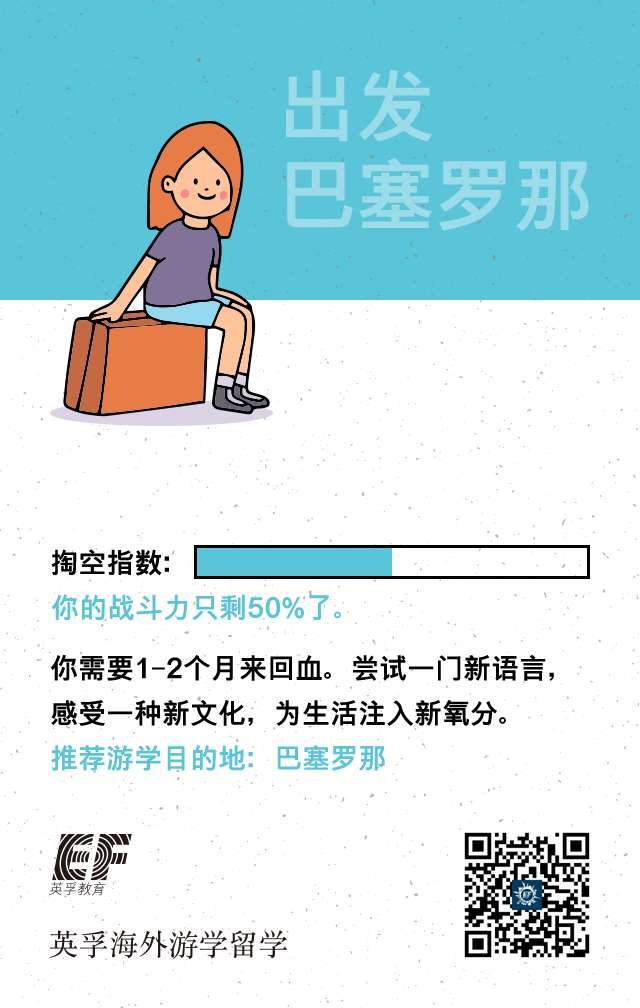 出发
巴塞罗那
掏空指数:
你的战斗力只剩50%了。
你需要1-2个月来回血。尝试一门新语言，
感受一种新文化，为生活注入新氧分。
推荐游学目的地: 巴塞罗那
EF
英孚教育
英孚海外游学留学